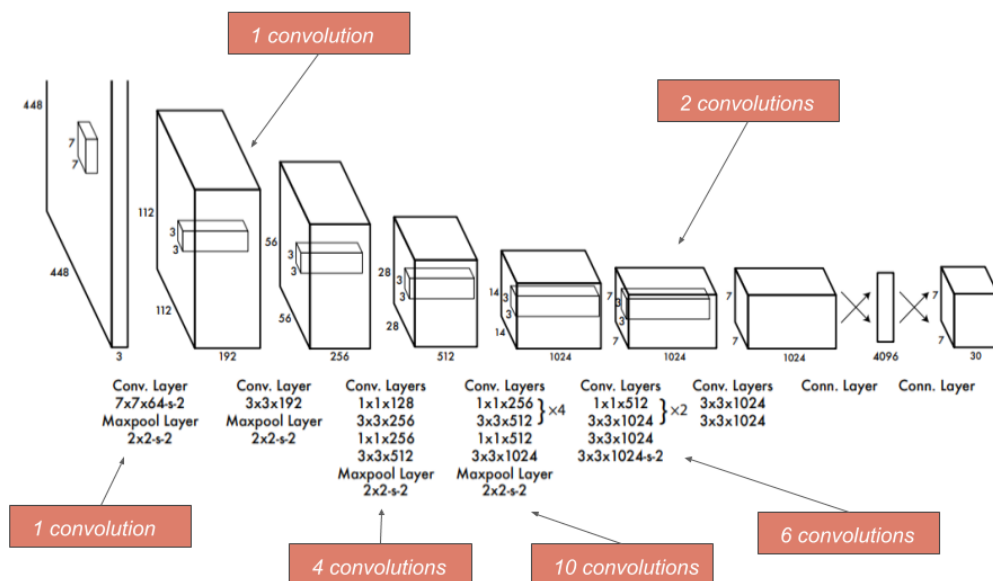 1 convolution
2 convolutions
448
7
7
448
3
112
3
3
112
192
56
3
3
56
256
28
3
3
28
512
14
3
3
14
1024
7
3
3
7
1024
7
7
1024
4096
7
7
30
Conv. Layer
7x7x64-s-2
Maxpool Layer
2x2-s-2
Conv. Layer
3x3x192
Maxpool Layer
2x2-s-2
Conv. Layers
1x1x128
3x3x256
1x1x256
3x3x512
Maxpool Layer
2x2-s-2
Conv. Layers
1x1x256
3x3x512
}×4
1x1x512
3x3x1024
Maxpool Layer
2x2-s-2
Conv. Layers
1x1x512
3x3x1024
}×2
3x3x1024
3x3x1024-s-2
Conv. Layers
3x3x1024
3x3x1024
Conn. Layer
Conn. Layer
1 convolution
4 convolutions
10 convolutions
6 convolutions